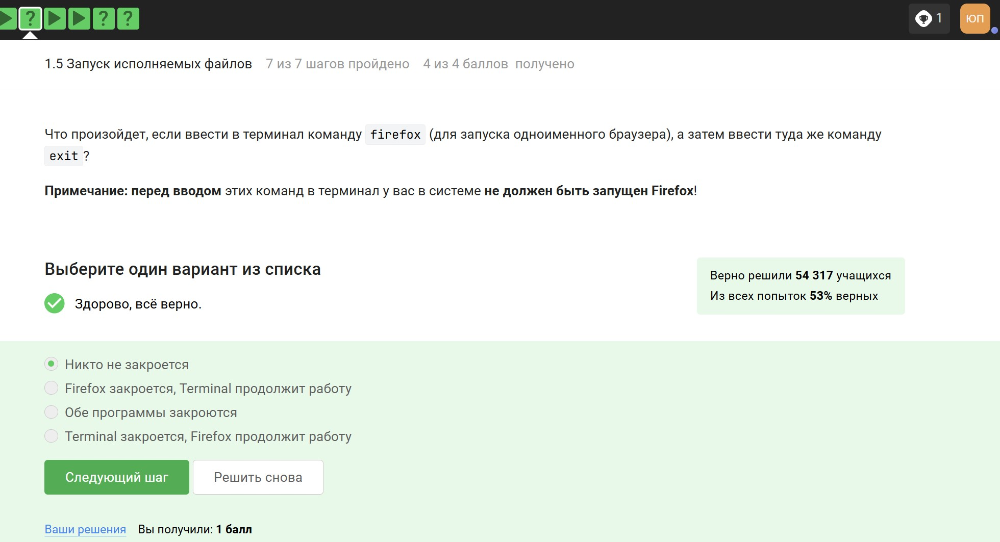 ? ? ? 1 ЮП
1.5 Запуск исполняемых файлов 7 из 7 шагов пройдено 4 из 4 баллов получено
Что произойдет, если ввести в терминал команду firefox (для запуска одноименного браузера), а затем ввести туда же команду
exit ?
Примечание: перед вводом этих команд в терминал у вас в системе не должен быть запущен Firefox!
Выберите один вариант из списка
Здорово, всё верно.
Верно решили 54 317 учащихся
Из всех попыток 53% верных
Никто не закроется
Firefox закроется, Terminal продолжит работу
Обе программы закроются
Terminal закроется, Firefox продолжит работу
Следующий шаг Решить снова
Ваши решения Вы получили: 1 балл